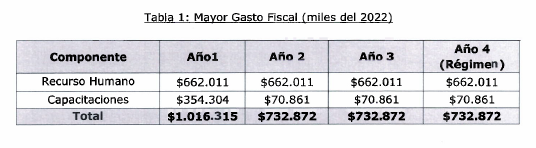 Tabla 1: Mayor Gasto Fiscal (miles del 2022)
Componente Año1 Año 2 Año 3 Año 4 (Régimen)
Recurso Humano $662.011 $662.011 $662.011 $662.011
Capacitaciones $354.304 $70.861 $70.861 $70.861
Total $1.016.315 $732.872 $732.872 $732.872